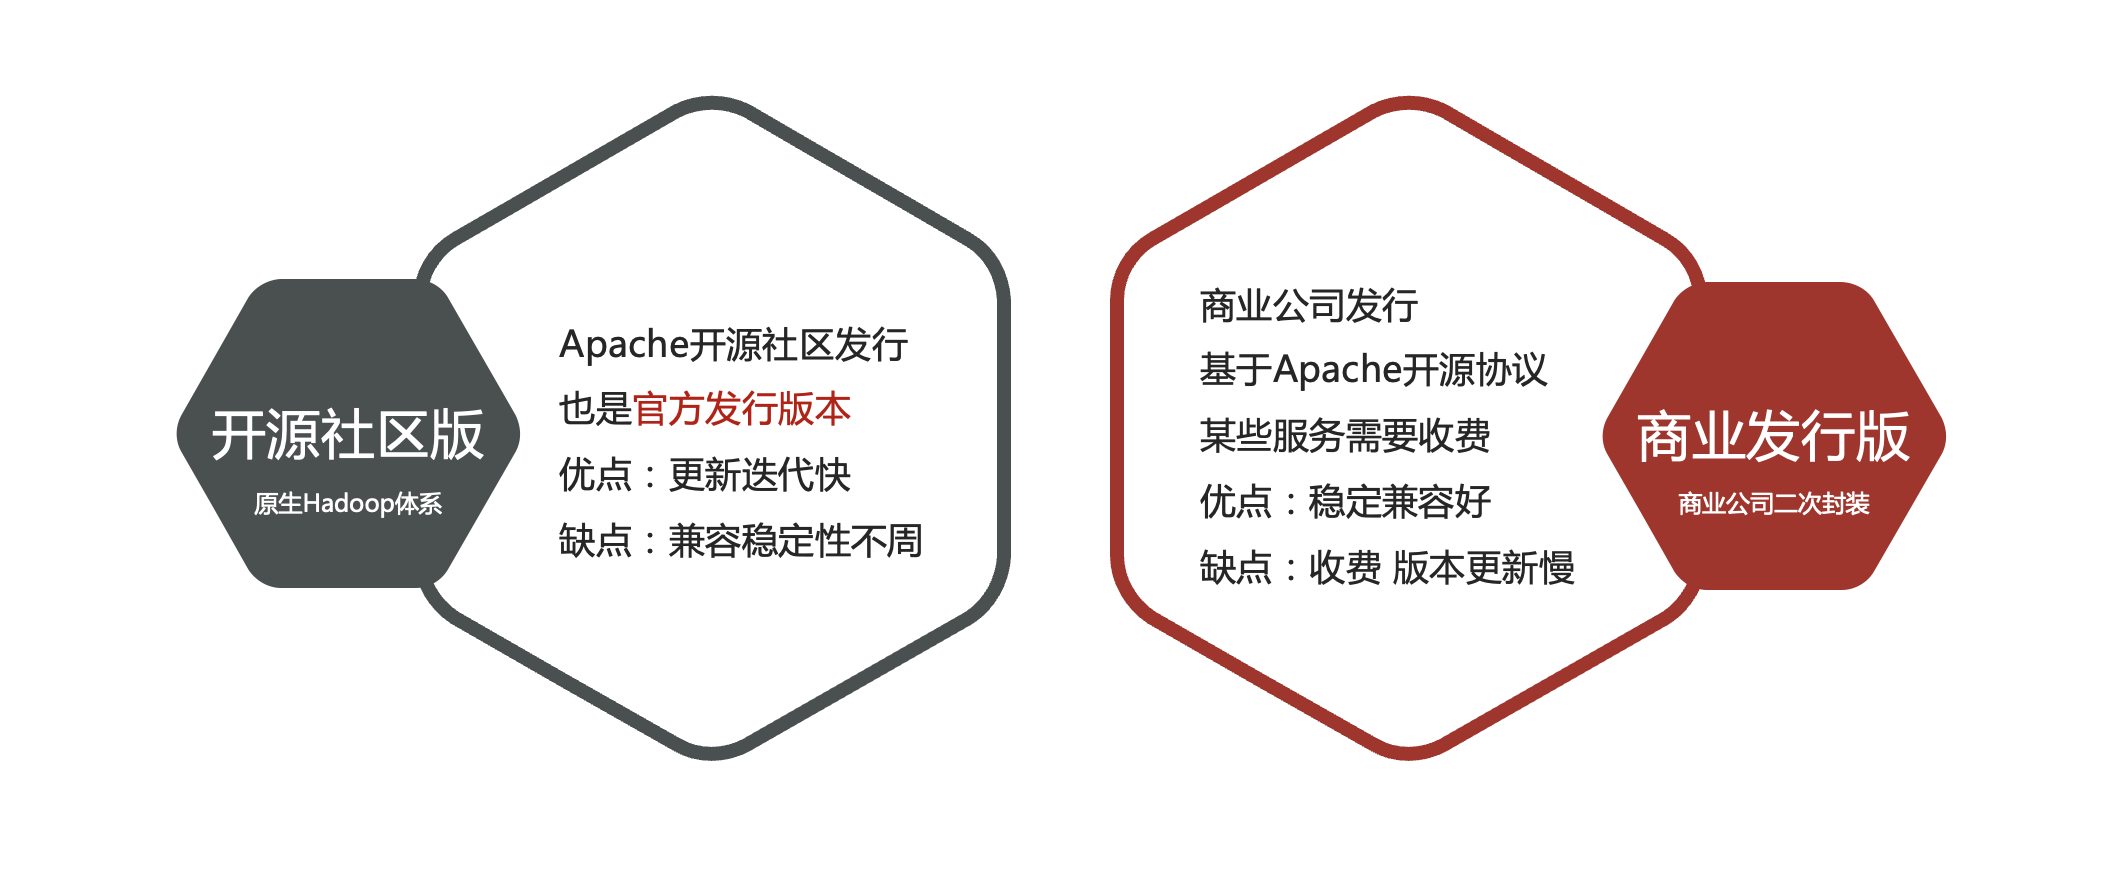 开源社区版
原生Hadoop体系
Apache开源社区发行
也是官方发行版本
优点：更新迭代快
缺点：兼容稳定性不周
商业公司发行
基于Apache开源协议
某些服务需要收费
优点：稳定兼容好
缺点：收费 版本更新慢
商业发行版
商业公司二次封装